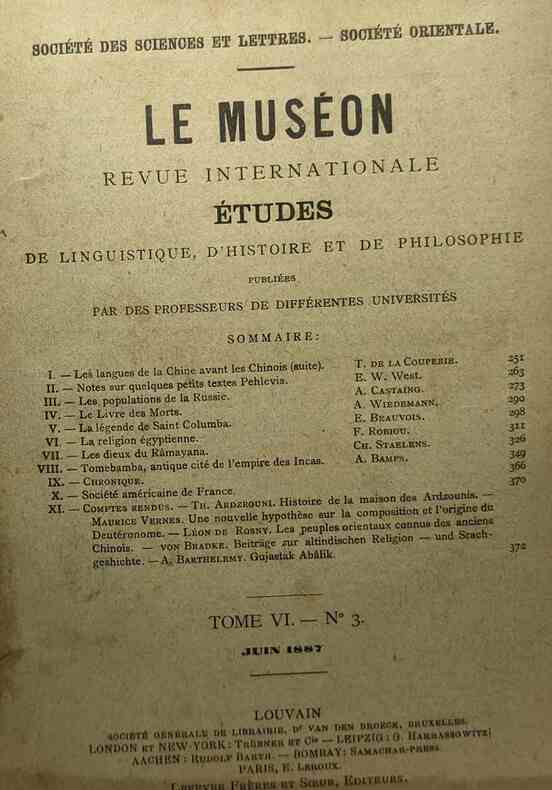 SOCIÉTÉ DES SCIENCES ET LETTRES. — SOCIÉTÉ ORIENTALE.
LE MUSÉON
REVUE INTERNATIONALE
ÉTUDES
DE LINGUISTIQUE, D'HISTOIRE ET DE PHILOSOPHIE
PUBLIÉES
PAR DES PROFESSEURS DE DIFFÉRENTES UNIVERSITÉS
SOMMAIRE:
I. — Les langues de la Chine avant les Chinois (suite). T. DE LA COUPERIE. 251
II. — Notes sur quelques petits textes Pehlevis. E. W. West. 263
III. — Les populations de la Russie. A. CASTAING. 273
IV. — Le Livre des Morts. A. WIEDEMANN. 290
V. — La légende de Saint Columba. E. BEAUVOIS. 298
VI. — La religion égyptienne. F. ROBIOU. 311
VII. — Les dieux du Râmayana. CH. STAELENS. 326
VIII. — Tomebamba, antique cité de l'empire des Incas. A. BAMPS. 349
IX. — CHRONIQUE. 366
X. — Société américaine de France. 370
XI. — COMPTES RENDUS. — TH. ARDZROUNI. Histoire de la maison des Ardzounis. —
MAURICE VERNES. Une nouvelle hypothèse sur la composition et l'origine du
Deutéronome. — LÉON DE ROSNY. Les peuples orientaux connus des anciens
Chinois. — VON BRADKE. Beiträge zur altindischen Religion — und Srach-
geshichte. — A. BARTHELEMY. Gujastak Abâlik. 372
TOME VI. — N° 3.
JUIN 1887
LOUVAIN
SOCIÉTÉ GÉNÉRALE DE LIBRAIRIE, Dr VAN DEN BROECK, BRUXELLES.
LONDON ET NEW-YORK: TRÜBNER ET Cie — LEIPZIG: O. HARRASSOWITZ
AACHEN: RUDOLF BARTH. — BOMBAY: SAMACHAR-PRESS
PARIS, E. LEROUX.
LEFEVER FRÈRES ET SŒUR, ÉDITEURS.